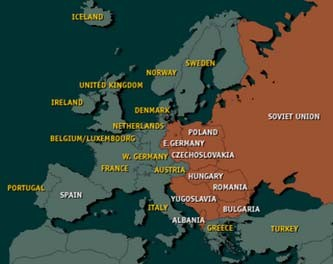 ICELAND
SWEDEN
NORWAY
UNITED KINGDOM
IRELAND
DENMARK
SOVIET UNION
NETHERLANDS
POLAND
BELGIUM/LUXEMBOURG
E.GERMANY
W. GERMANY
CZECHOSLOVAKIA
FRANCE
AUSTRIA
HUNGARY
ROMANIA
PORTUGAL
SPAIN
YUGOSLAVIA
ITALY
BULGARIA
ALBANIA
GREECE
TURKEY